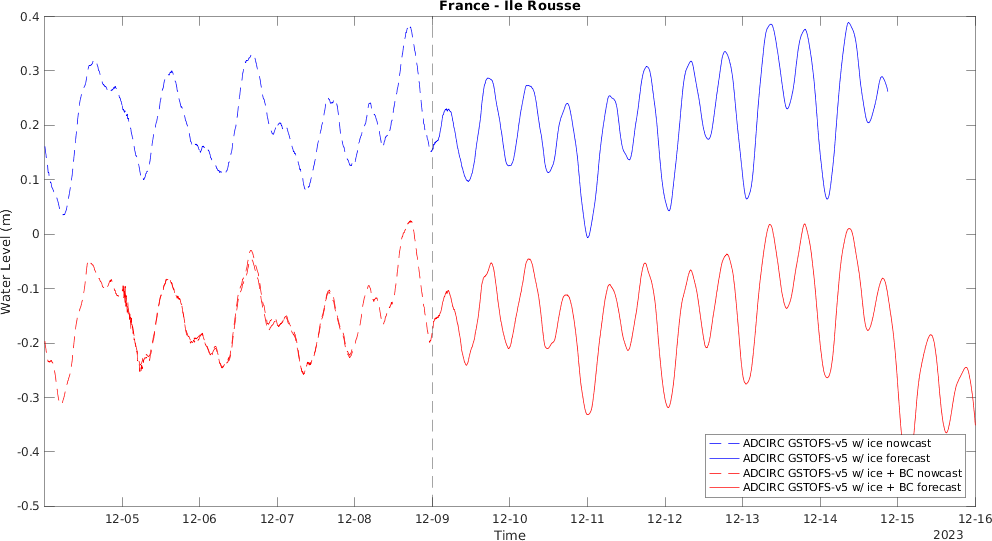 France - Ile Rousse
Water Level (m)
0.4
0.3
0.2
0.1
0
-0.1
-0.2
-0.3
-0.4
-0.5
ADCIRC GSTOFS-v5 w/ ice nowcast
ADCIRC GSTOFS-v5 w/ ice forecast
ADCIRC GSTOFS-v5 w/ ice + BC nowcast
ADCIRC GSTOFS-v5 w/ ice + BC forecast
12-05 12-06 12-07 12-08 12-09 12-10 12-11 12-12 12-13 12-14 12-15 12-16
Time
2023